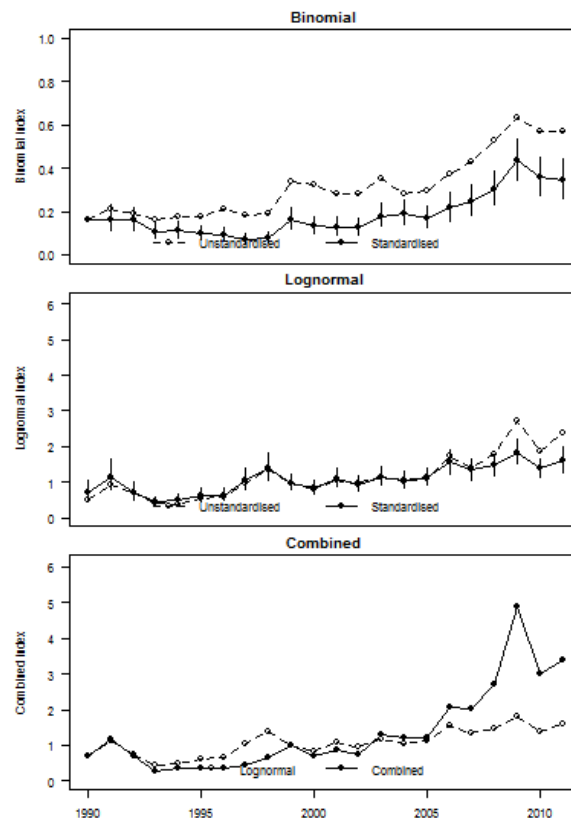 Binomial
1.0
0.8
0.6
0.4
0.2
0.0
Binomial Index
Unstandardised Standardised
Lognormal
6
5
4
3
2
1
0
Lognormal Index
Unstandardised Standardised
Combined
6
5
4
3
2
1
0
Combined Index
Lognormal Combined
1990 1995 2000 2005 2010